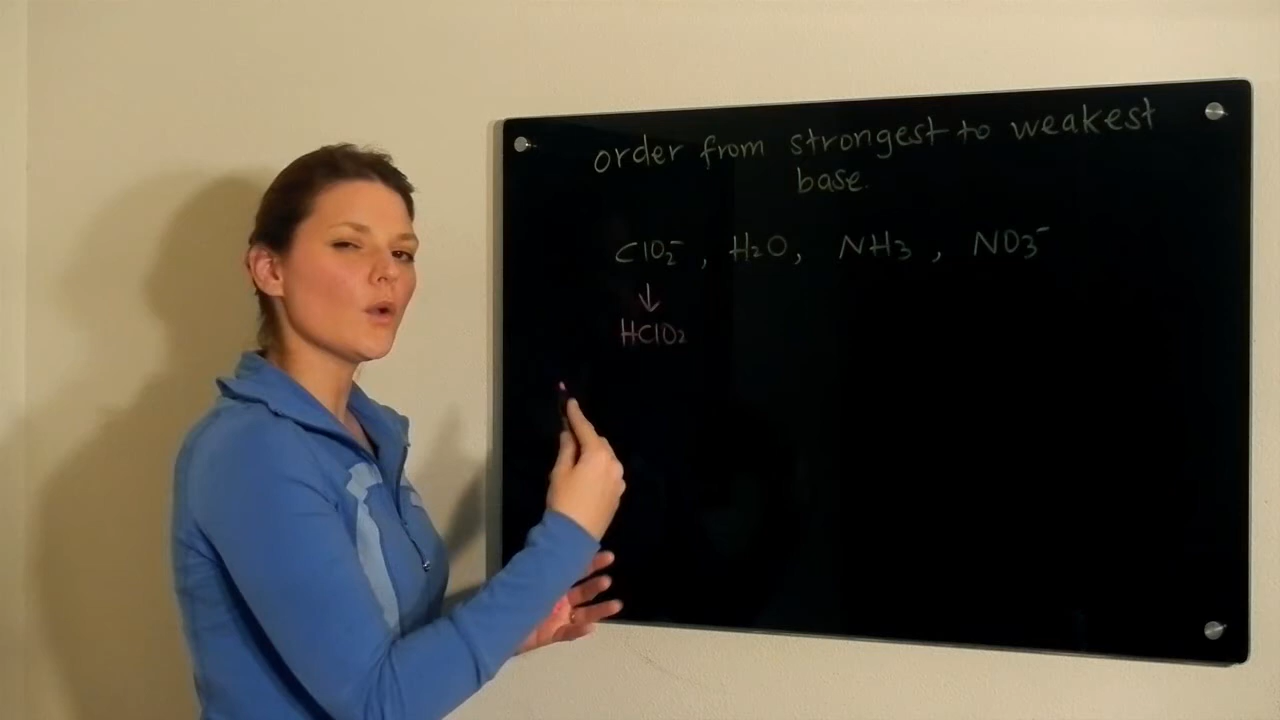 order from strongest to weakest
base.
ClO₂⁻, H₂O, NH₃, NO₃⁻
↓
HClO₂